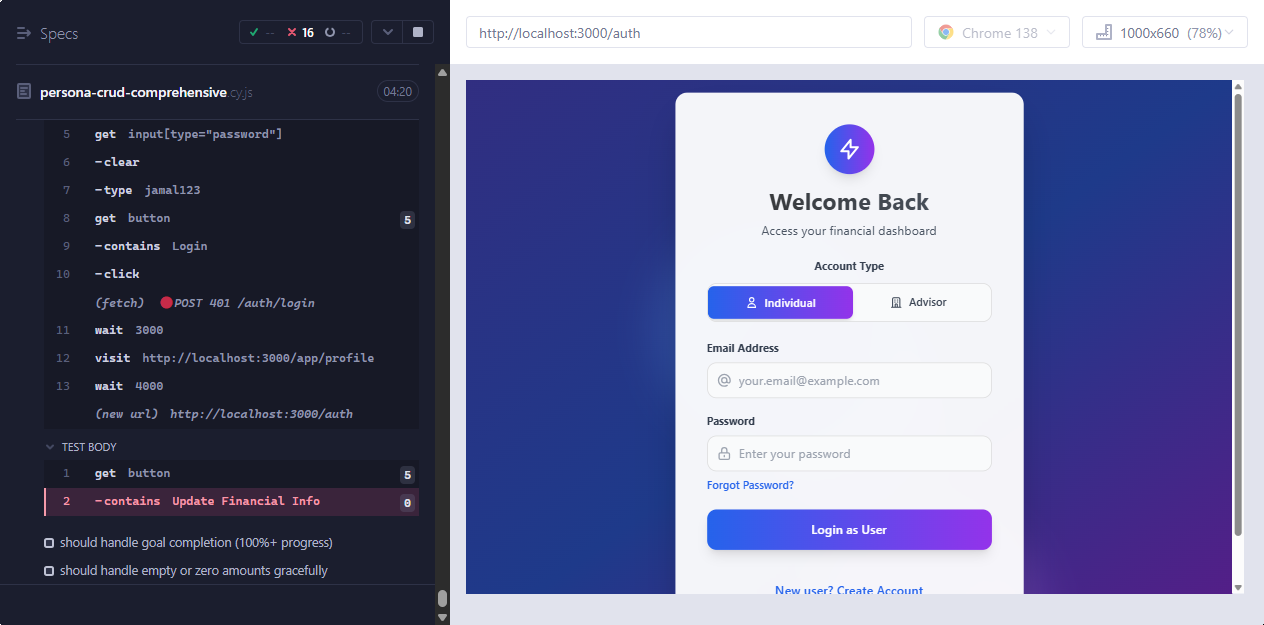 Specs
-- 16 --
persona-crud-comprehensive.cy.js 04:20
5 get input[type="password"]
6 -clear
7 -type jamal123
8 get button 5
9 -contains Login
10 -click
(fetch) POST 401 /auth/login
11 wait 3000
12 visit http://localhost:3000/app/profile
13 wait 4000
(new url) http://localhost:3000/auth
TEST BODY
1 get button 5
2 -contains Update Financial Info 0
should handle goal completion (100%+ progress)
should handle empty or zero amounts gracefully
http://localhost:3000/auth
Chrome 138
1000x660 (78%)
Welcome Back
Access your financial dashboard
Account Type
Individual Advisor
Email Address
your.email@example.com
Password
Enter your password
Forgot Password?
Login as User
New user? Create Account